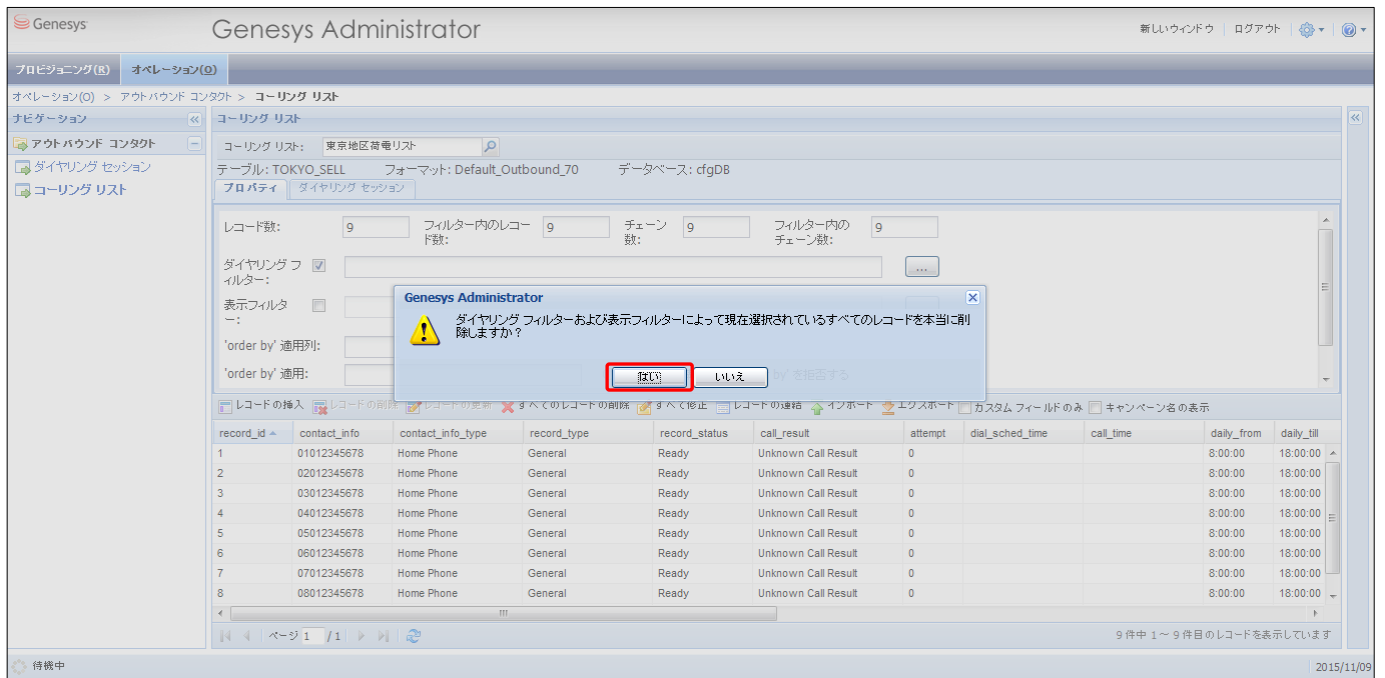 Genesys
Genesys Administrator
新しいウィンドウ | ログアウト
プロビジョニング(R) オペレーション(O)
オペレーション(O) > アウトバウンド コンタクト > コーリング リスト
ナビゲーション
アウトバウンド コンタクト
ダイヤリング セッション
コーリング リスト
コーリング リスト
コーリング リスト: 東京地区荷電リスト
テーブル: TOKYO_SELL フォーマット: Default_Outbound_70 データベース: cfgDB
プロパティ ダイヤリング セッション
レコード数: 9 フィルター内のレコード数: 9 チェーン数: 9 フィルター内のチェーン数: 9
ダイヤリング フィルター: ...
表示フィルター:
'order by' 適用列:
'order by' 適用: by' を拒否する
Genesys Administrator
ダイヤリング フィルターおよび表示フィルターによって現在選択されているすべてのレコードを本当に削
除しますか？
はい いいえ
レコードの挿入 レコードの削除 レコードの更新 すべてのレコードの削除 すべて修正 レコードの連結 インポート エクスポート カスタム フィールドのみ キャンペーン名の表示
record_id contact_info contact_info_type record_type record_status call_result attempt dial_sched_time call_time daily_from daily_till
1 01012345678 Home Phone General Ready Unknown Call Result 0 8:00:00 18:00:00
2 02012345678 Home Phone General Ready Unknown Call Result 0 8:00:00 18:00:00
3 03012345678 Home Phone General Ready Unknown Call Result 0 8:00:00 18:00:00
4 04012345678 Home Phone General Ready Unknown Call Result 0 8:00:00 18:00:00
5 05012345678 Home Phone General Ready Unknown Call Result 0 8:00:00 18:00:00
6 06012345678 Home Phone General Ready Unknown Call Result 0 8:00:00 18:00:00
7 07012345678 Home Phone General Ready Unknown Call Result 0 8:00:00 18:00:00
8 08012345678 Home Phone General Ready Unknown Call Result 0 8:00:00 18:00:00
ページ 1 / 1
9 件中 1 ～ 9 件目のレコードを表示しています
待機中
2015/11/09